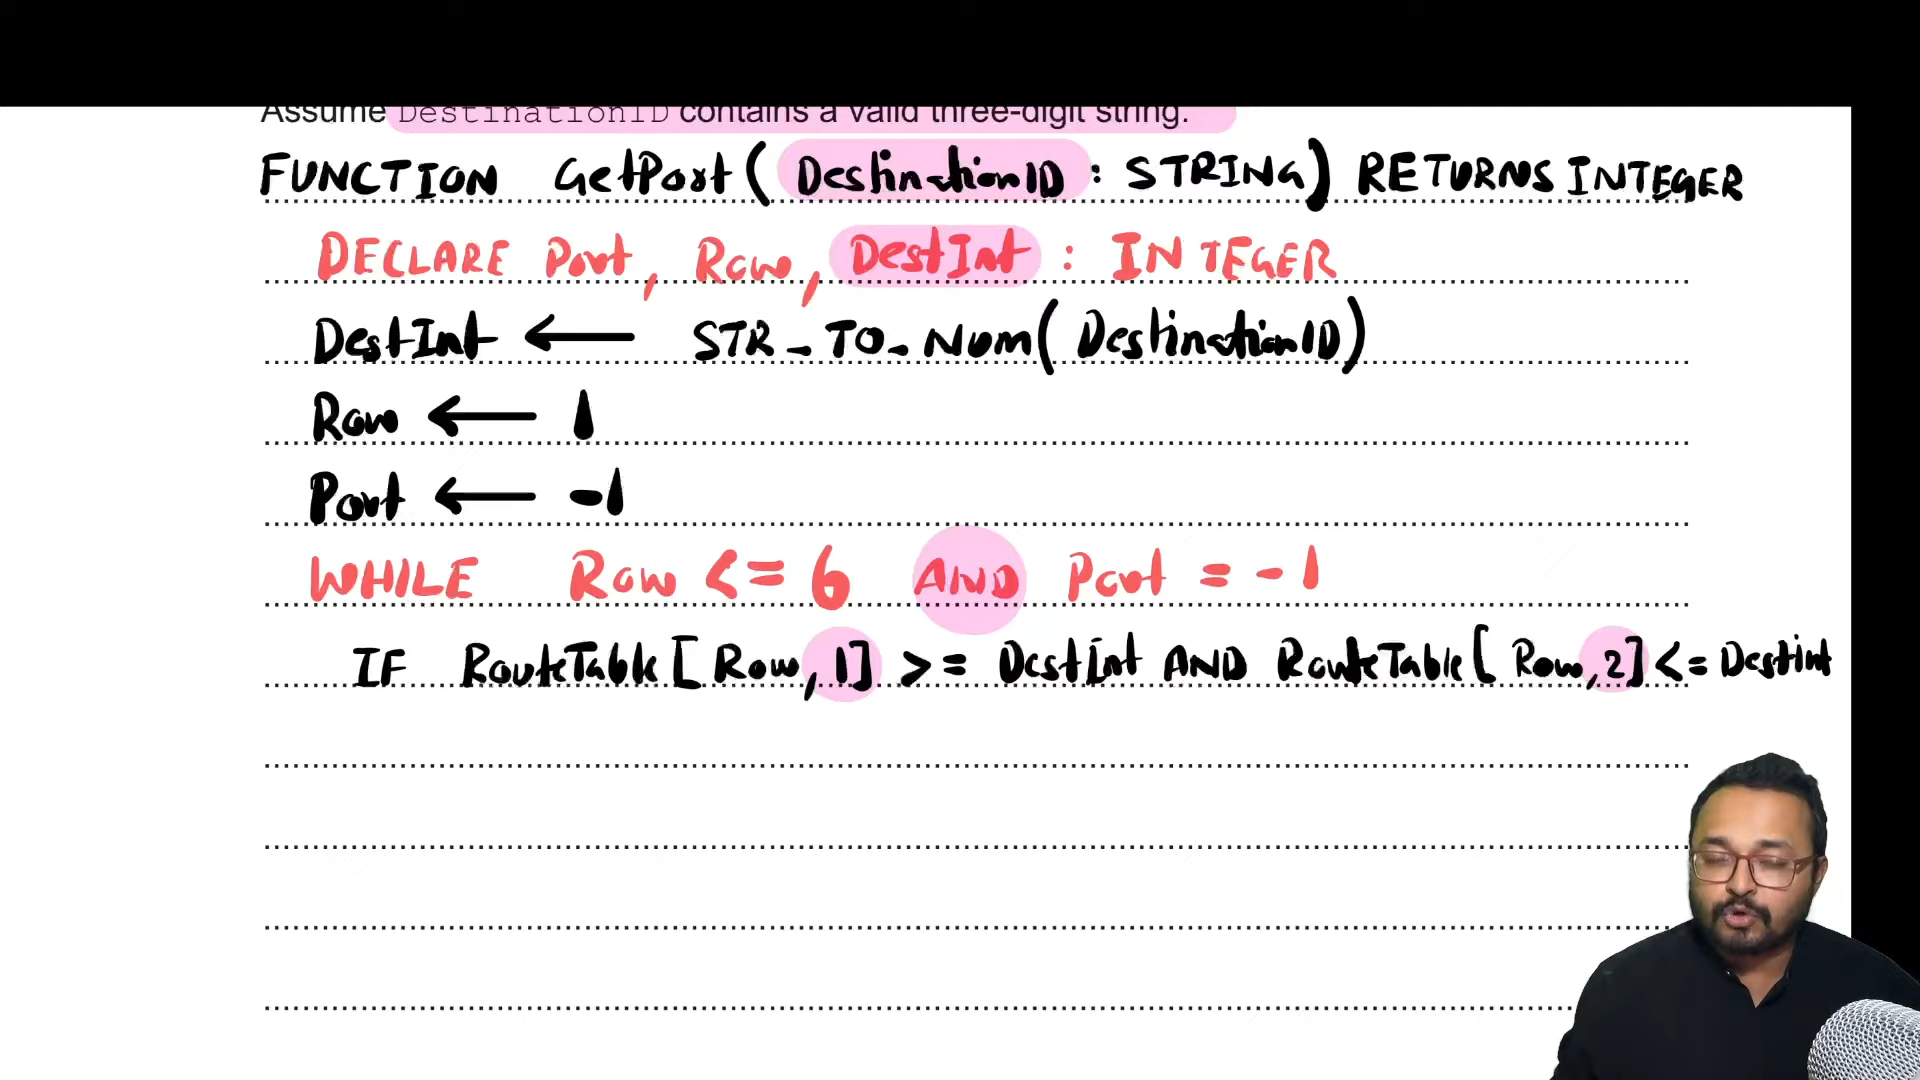 Assume DestinationID contains a valid three-digit string.
FUNCTION GetPort( DestinationID : STRING) RETURNS INTEGER
DECLARE Port, Row, DestInt : INTEGER
DestInt ← STR_TO_NUM( DestinationID)
Row ← 1
Port ← -1
WHILE Row <= 6 AND Port = -1
IF RouteTable[ Row, 1] >= DestInt AND RouteTable[ Row, 2] <= DestInt